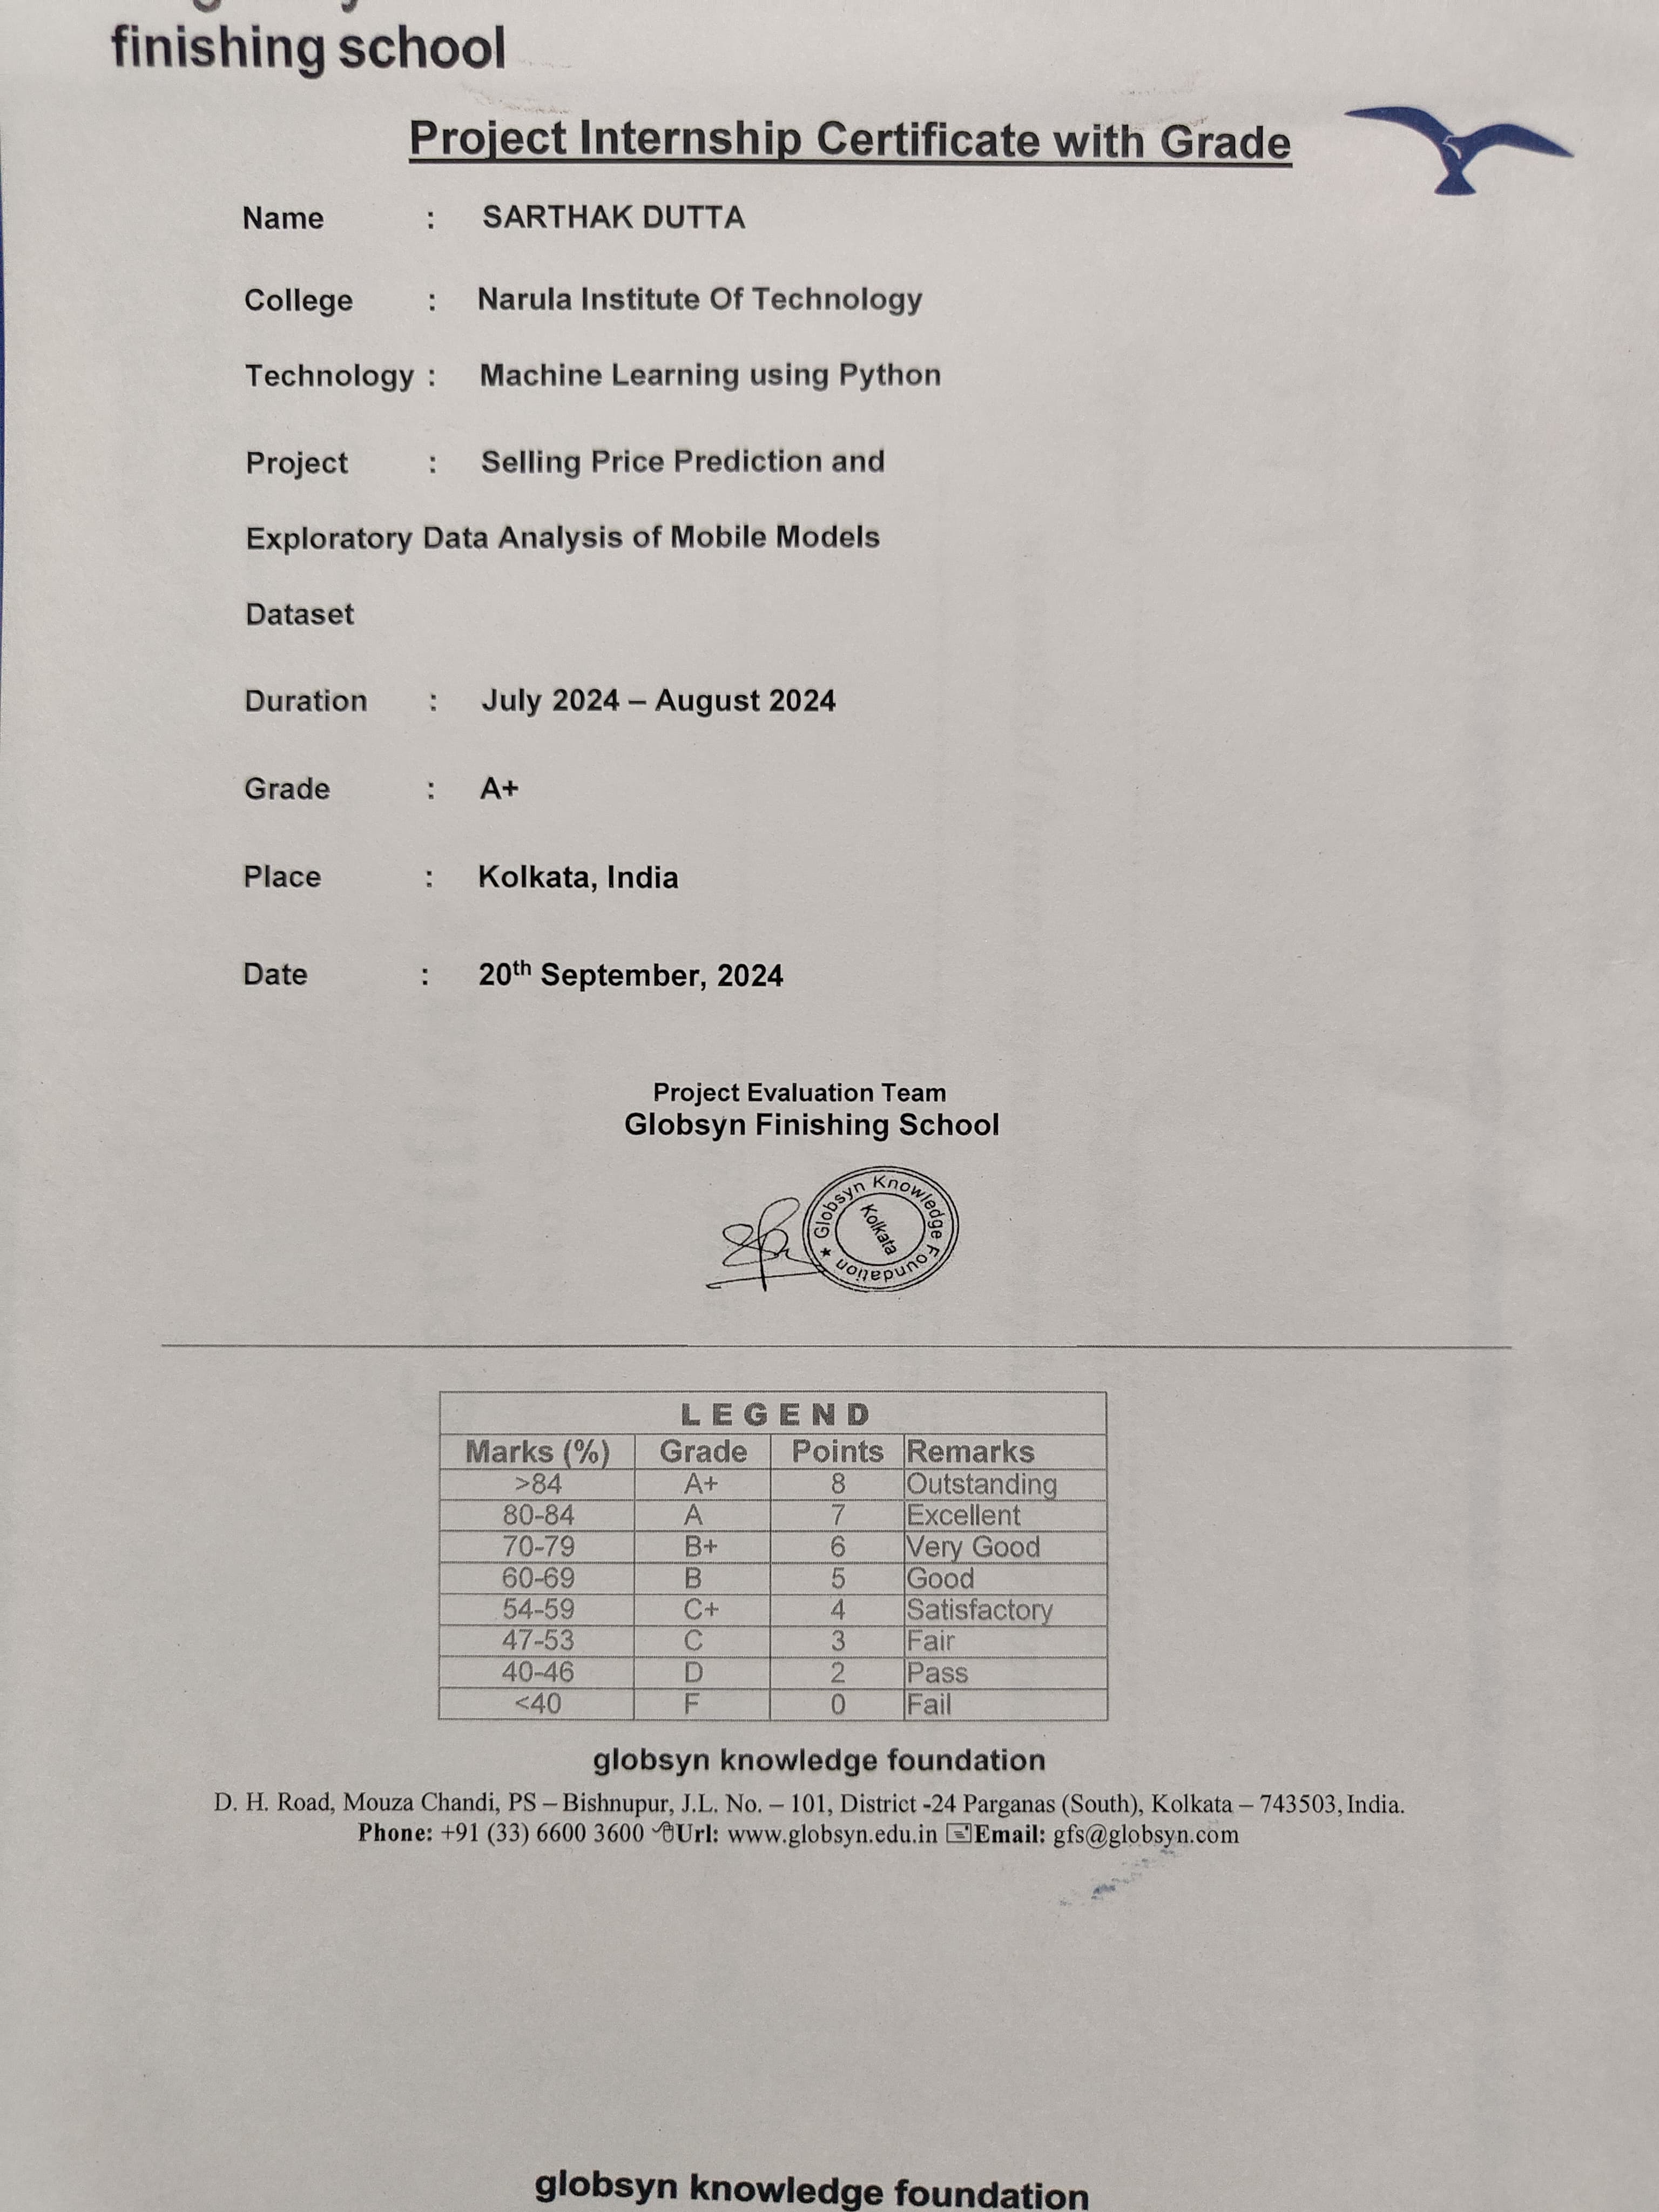 finishing school
Project Internship Certificate with Grade
Name : SARTHAK DUTTA
College : Narula Institute Of Technology
Technology : Machine Learning using Python
Project : Selling Price Prediction and
Exploratory Data Analysis of Mobile Models
Dataset
Duration : July 2024 – August 2024
Grade : A+
Place : Kolkata, India
Date : 20th September, 2024
Project Evaluation Team
Globsyn Finishing School
Globsyn Knowledge Foundation ★
Kolkata
LEGEND
Marks (%) Grade Points Remarks
>84 A+ 8 Outstanding
80-84 A 7 Excellent
70-79 B+ 6 Very Good
60-69 B 5 Good
54-59 C+ 4 Satisfactory
47-53 C 3 Fair
40-46 D 2 Pass
<40 F 0 Fail
globsyn knowledge foundation
D. H. Road, Mouza Chandi, PS – Bishnupur, J.L. No. – 101, District -24 Parganas (South), Kolkata – 743503, India.
Phone: +91 (33) 6600 3600 Url: www.globsyn.edu.in Email: gfs@globsyn.com
globsyn knowledge foundation